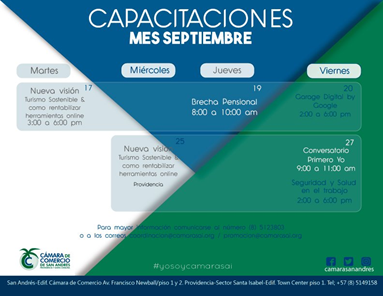 CAPACITACIONES
MES SEPTIEMBRE
Martes
Miércoles
Jueves
Viernes
17
Nueva visión
Turismo Sostenible &
como rentabilizar
herramientas online
3:00 a 6:00 pm
19
Brecha Pensional
8:00 a 10:00 am
20
Garage Digital by
Google
2:00 a 6:00 pm
25
Nueva visión
Turismo Sostenible &
como rentabilizar
herramientas online
Providencia
27
Conversatorio
Primero Yo
9:00 a 11:00 am
Seguridad y Salud
en el trabajo
2:00 a 6:00 pm
Para mayor información comunicarse al número (8)
o a los correos
CÁMARA DE
COMERCIO
DE SAN ANDRÉS
#yosoycamarasai
camarasanandres
San Andrés-Edif. Cámara de Comercio Av. Francisco Newball/piso 1 y 2. Providencia-Sector Santa Isabel-Edif. Town Center piso 1. Tel, +57 (8) 5149158